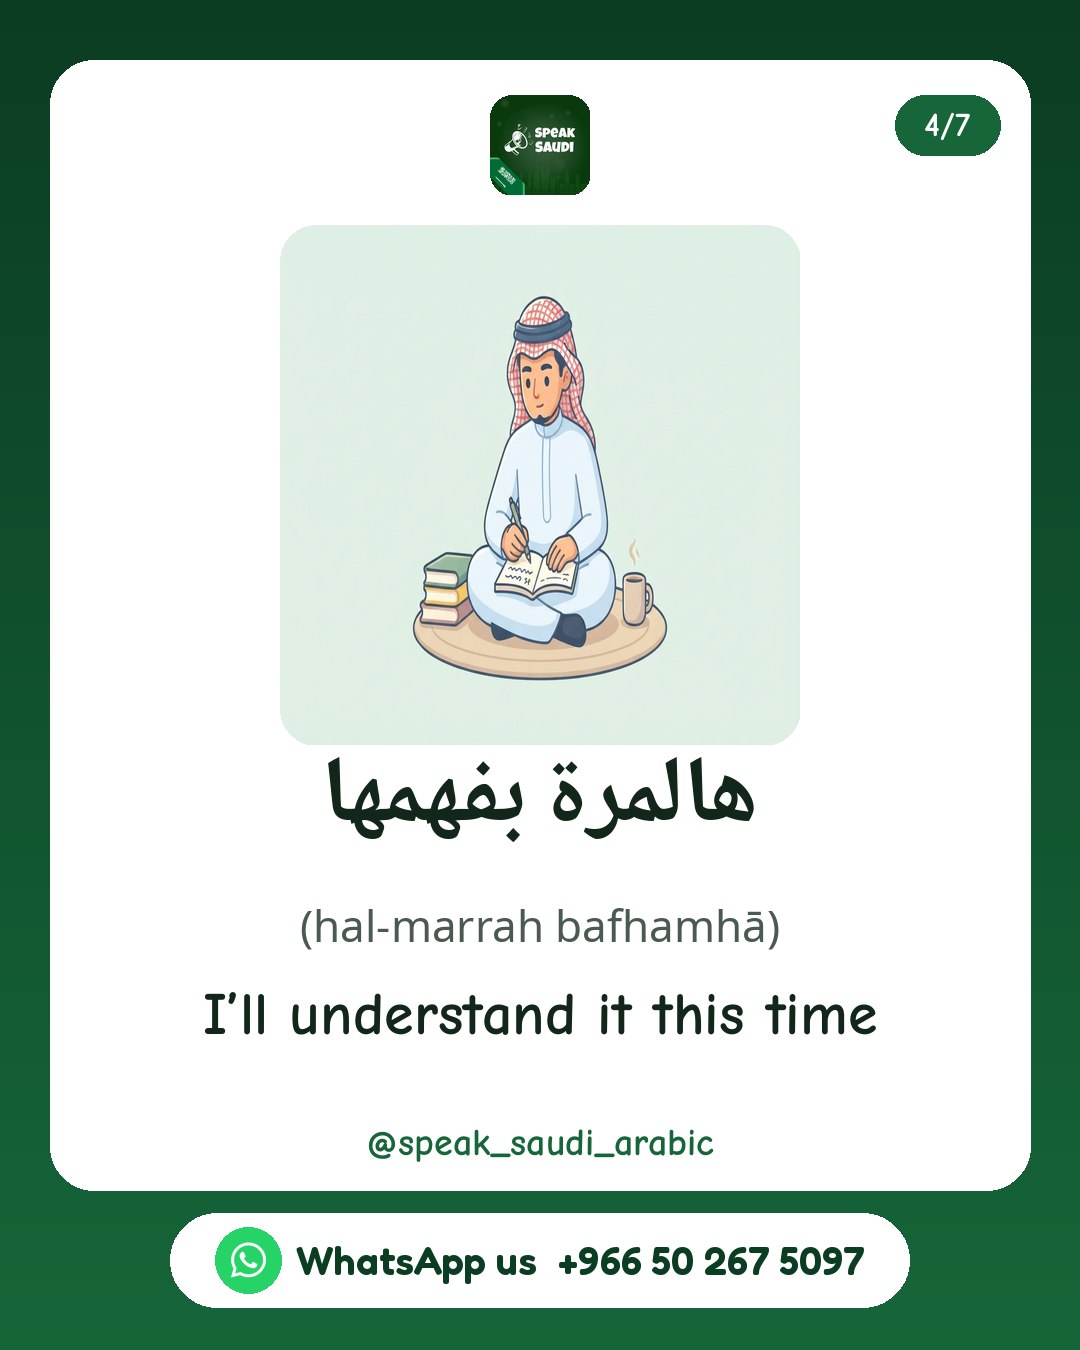 SPEAK
SAUDI
4/7
هالمرة بفهمها
(hal-marrah bafhamhā)
I'll understand it this time
@speak_saudi_arabic
WhatsApp us +966 50 267 5097